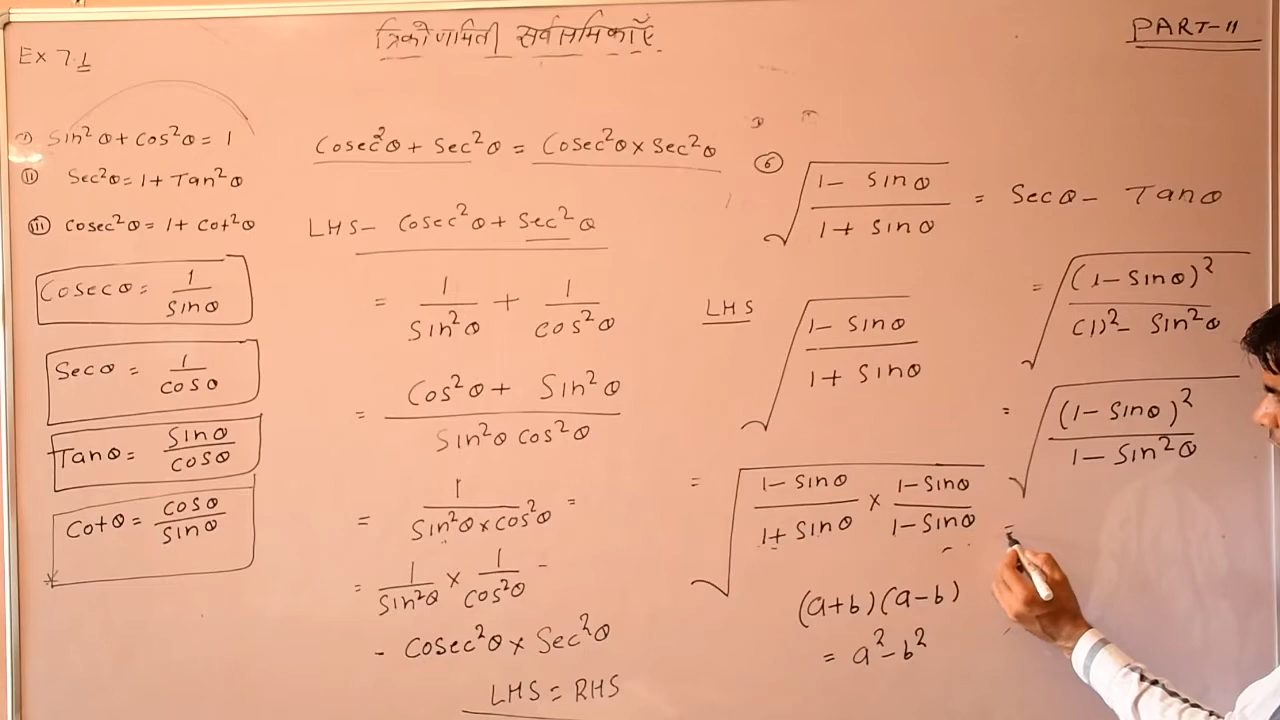 त्रिकोणमिती सर्वसमिकाएँ
PART-11
Ex 7.1
(i) Sin²θ + Cos²θ = 1
(ii) Sec²θ = 1 + Tan²θ
(iii) Cosec²θ = 1 + Cot²θ
Cosecθ = 1/Sinθ
Secθ = 1/Cosθ
Tanθ = Sinθ/Cosθ
Cotθ = Cosθ/Sinθ
Cosec²θ + Sec²θ = Cosec²θ × Sec²θ
LHS – Cosec²θ + Sec²θ
= 1/Sin²θ + 1/Cos²θ
= (Cos²θ + Sin²θ)/(Sin²θ Cos²θ)
= 1/(Sin²θ × Cos²θ) =
= 1/Sin²θ × 1/Cos²θ -
- Cosec²θ × Sec²θ
LHS = RHS
(6) √((1 – Sinθ)/(1 + Sinθ)) = Secθ – Tanθ
LHS √((1 – Sinθ)/(1 + Sinθ))
= √((1 – Sinθ)/(1 + Sinθ) × (1 – Sinθ)/(1 – Sinθ))
(a+b)(a-b)
= a² - b²
= √((1 – Sinθ)²/((1)² – Sin²θ))
= √((1 – Sinθ)²/(1 – Sin²θ))
=